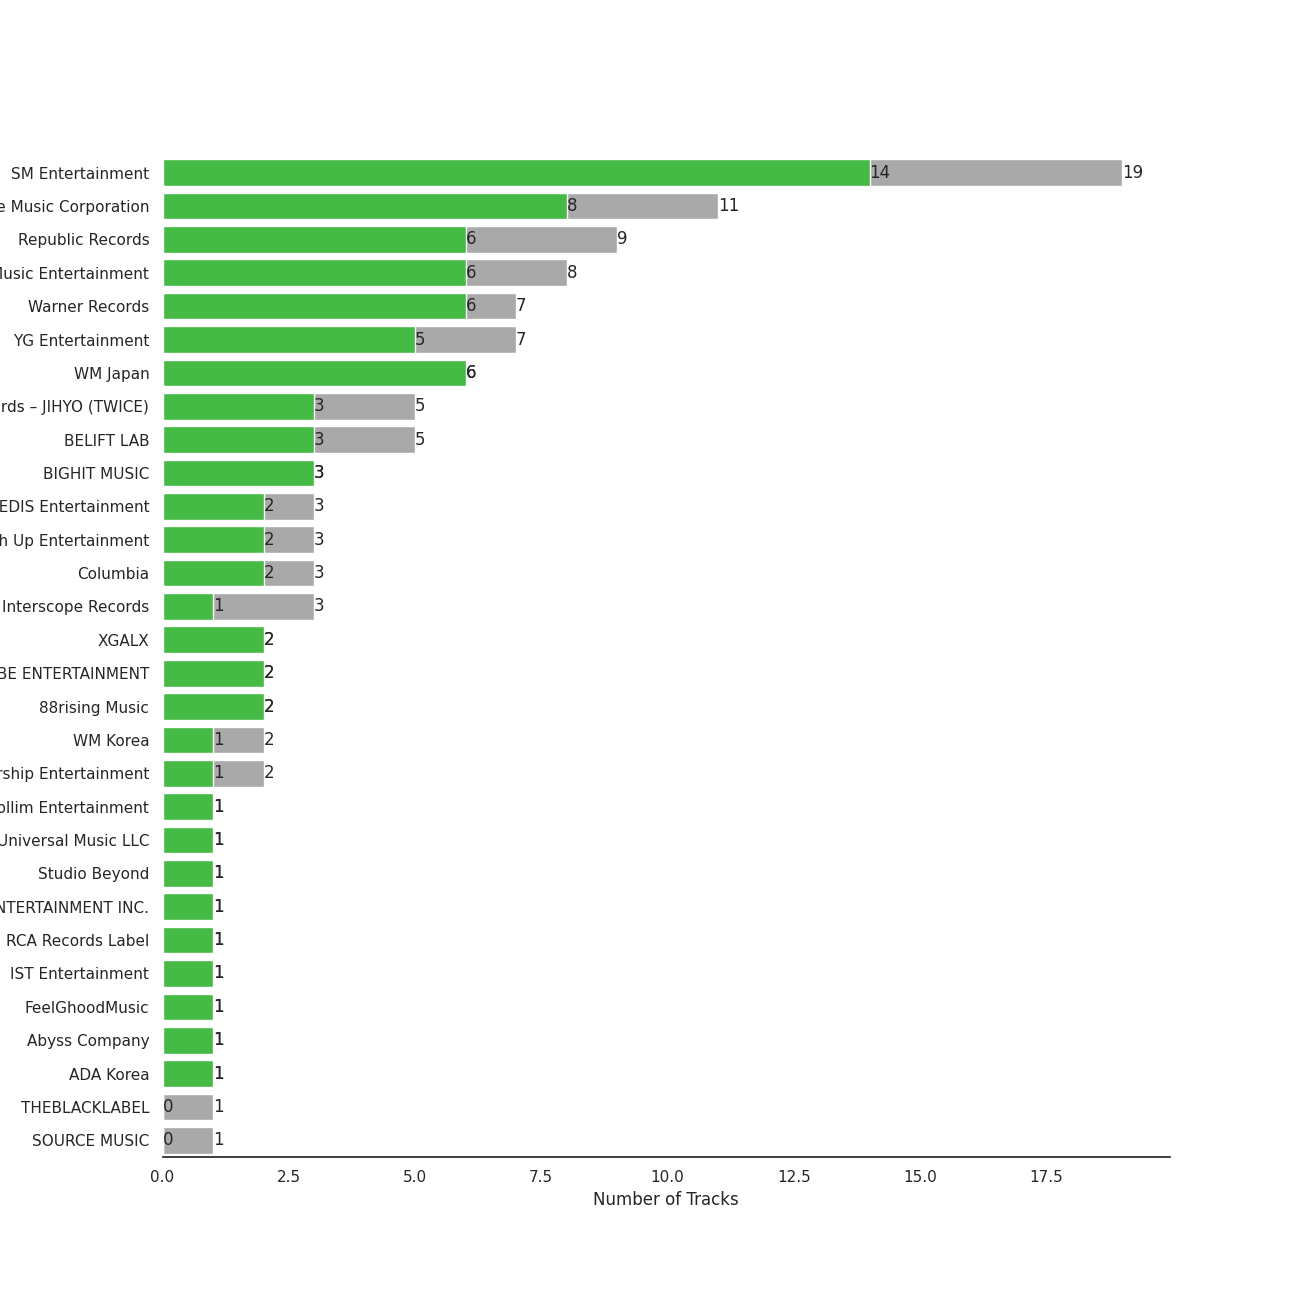 SM Entertainment 14 19
e Music Corporation 8 11
Republic Records 6 9
Music Entertainment 6 8
Warner Records 6 7
YG Entertainment 5 7
WM Japan 6
rds – JIHYO (TWICE) 3 5
BELIFT LAB 3 5
BIGHIT MUSIC 3
EDIS Entertainment 2 3
h Up Entertainment 2 3
Columbia 2 3
Interscope Records 1 3
XGALX 2
BE ENTERTAINMENT 2
88rising Music 2
WM Korea 1 2
rship Entertainment 1 2
ollim Entertainment 1
Universal Music LLC 1
Studio Beyond 1
NTERTAINMENT INC. 1
RCA Records Label 1
IST Entertainment 1
FeelGhoodMusic 1
Abyss Company 1
ADA Korea 1
THEBLACKLABEL 0 1
SOURCE MUSIC 0 1
0.0 2.5 5.0 7.5 10.0 12.5 15.0 17.5
Number of Tracks